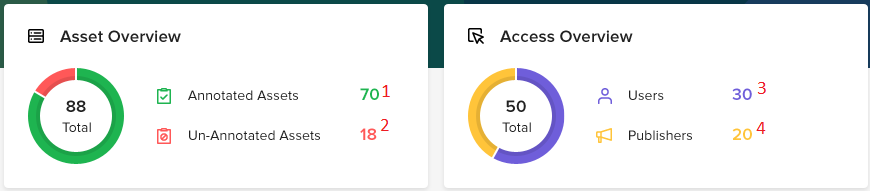 Asset Overview
88
Total
Annotated Assets 70 1
Un-Annotated Assets 18 2
Access Overview
50
Total
Users 30 3
Publishers 20 4